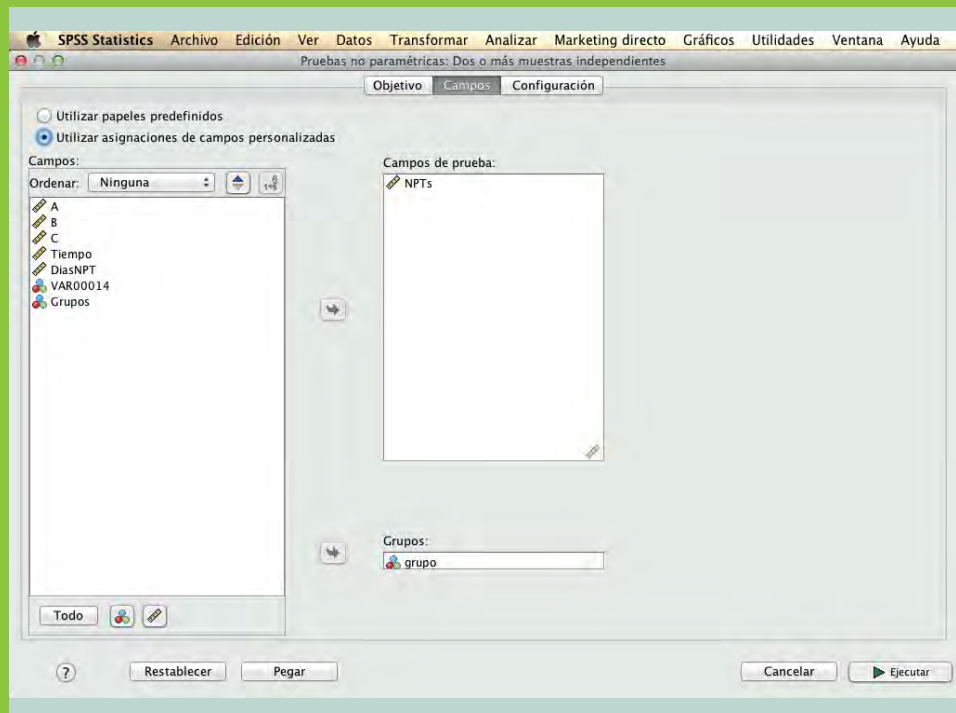 SPSS Statistics Archivo Edición Ver Datos Transformar Analizar Marketing directo Gráficos Utilidades Ventana Ayuda
Pruebas no paramétricas: Dos o más muestras independientes
Objetivo Campos Configuración
Utilizar papeles predefinidos
Utilizar asignaciones de campos personalizadas
Campos:
Ordenar: Ninguna
A
B
C
Tiempo
DiasNPT
VAR00014
Grupos
Todo
Campos de prueba:
NPTs
Grupos:
grupo
? Restablecer Pegar Cancelar Ejecutar